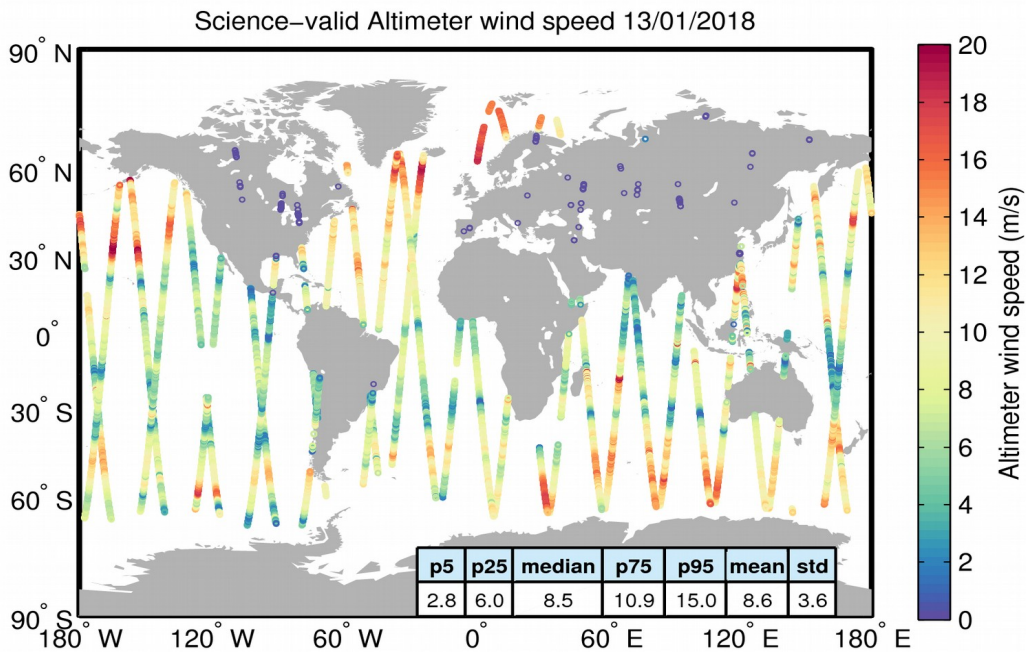 Science−valid Altimeter wind speed 13/01/2018
90° N
60° N
30° N
0°
30° S
60° S
90° S
180° W
120° W
60° W
0°
60° E
120° E
180° E
p5 p25 median p75 p95 mean std
2.8 6.0 8.5 10.9 15.0 8.6 3.6
20
18
16
14
12
10
8
6
4
2
0
Altimeter wind speed (m/s)